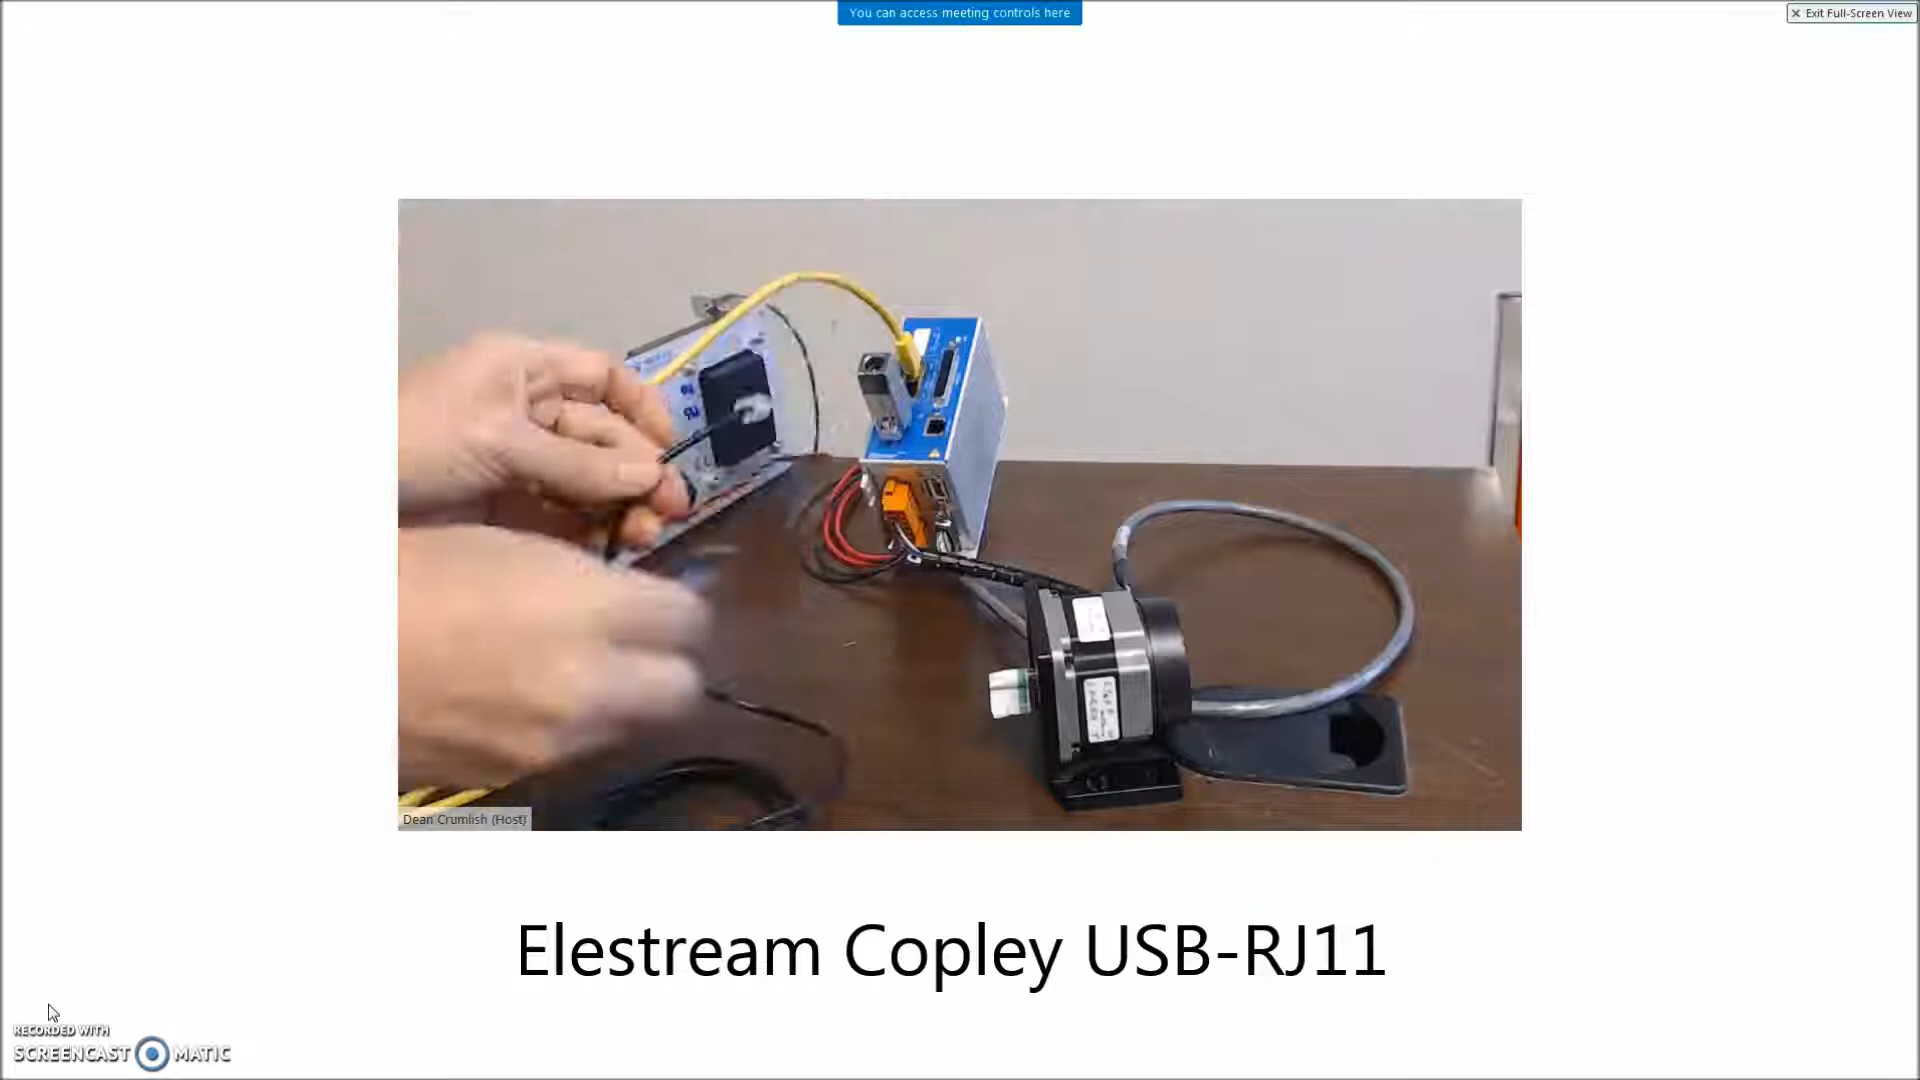 You can access meeting controls here
Exit Full-Screen View
Dean Crumlish (Host)
Elestream Copley USB-RJ11
RECORDED WITH
SCREENCAST MATIC